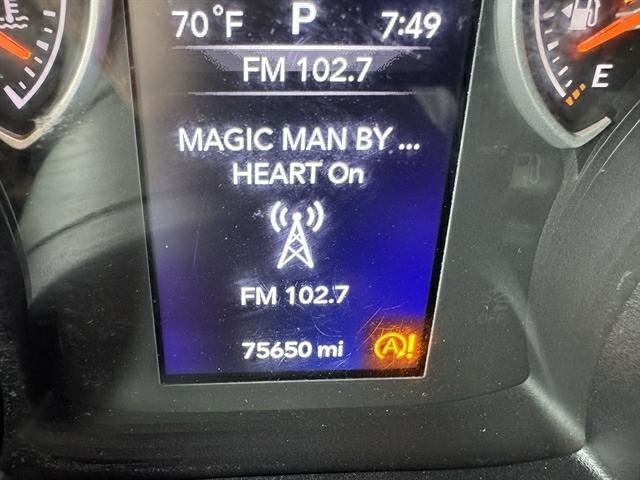 70°F P 7:49
FM 102.7
E
MAGIC MAN BY ...
HEART On
FM 102.7
75650 mi A!